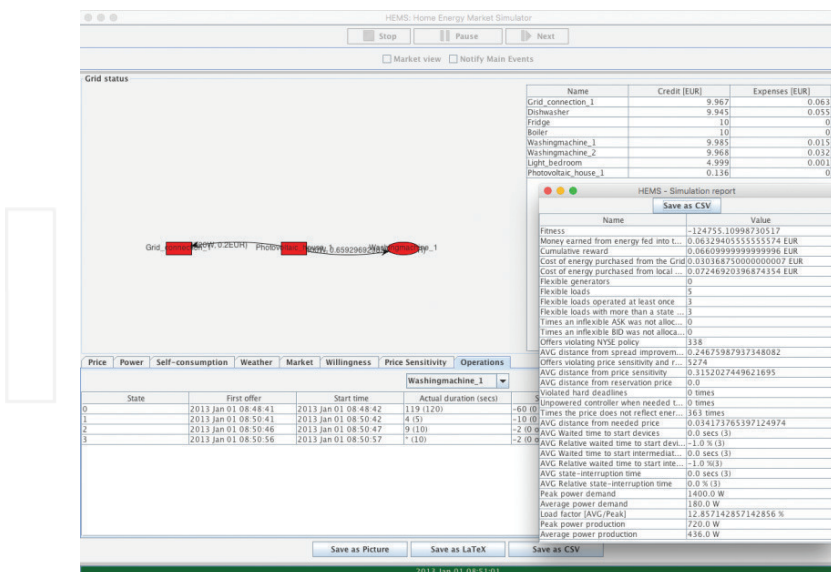 HEMS: Home Energy Market Simulator
Stop Pause Next
Market view Notify Main Events
Grid status
Name Credit [EUR] Expenses [EUR]
Grid_connection_1 9.967 0.063
Dishwasher 9.945 0.055
Fridge 10 0
Boiler 10 0
Washingmachine_1 9.985 0.015
Washingmachine_2 9.968 0.032
Light_bedroom 4.999 0.001
Photovoltaic_house_1 0.136 0
HEMS - Simulation report
Save as CSV
Name Value
Fitness -124755.10998730517
Money earned from energy fed into t... 0.06329405555555574 EUR
Cumulative reward 0.06609999999999996 EUR
Cost of energy purchased from the Grid 0.030368750000000007 EUR
Cost of energy purchased from local ... 0.07246920396874354 EUR
Flexible generators 0
Flexible loads 5
Flexible loads operated at least once 3
Flexible loads with more than a state ... 3
Times an inflexible ASK was not alloc... 0
Times an inflexible BID was not alloca... 0
Offers violating NYSE policy 338
AVG distance from spread improvem... 0.24675987937348082
Offers violating price sensitivity and r... 5274
AVG distance from price sensitivity 0.3152027449621695
AVG distance from reservation price 0.0
Violated hard deadlines 0 times
Unpowered controller when needed t... 0 times
Times the price does not reflect ener... 363 times
AVG distance from needed price 0.034173765397124974
AVG Waited time to start devices 0.0 secs (3)
AVG Relative waited time to start devi... -1.0 % (3)
AVG Waited time to start intermediat... 0.0 secs (3)
AVG Relative waited time to start inte... -1.0 %(3)
AVG state-interruption time 0.0 secs (3)
AVG Relative state-interruption time 0.0 % (3)
Peak power demand 1400.0 W
Average power demand 180.0 W
Load factor [AVG/Peak] 12.857142857142856 %
Peak power production 720.0 W
Average power production 436.0 W
Price Power Self-consumption Weather Market Willingness Price Sensitivity Operations
Washingmachine_1
State First offer Start time Actual duration (secs)
0 2013 Jan 01 08:48:41 2013 Jan 01 08:48:42 119 (120) -60 (0
1 2013 Jan 01 08:50:41 2013 Jan 01 08:50:42 4 (5) -10 (0
2 2013 Jan 01 08:50:46 2013 Jan 01 08:50:47 9 (10) -2 (0
3 2013 Jan 01 08:50:56 2013 Jan 01 08:50:57 * (10) -2 (0
Save as Picture Save as LaTeX Save as CSV
2013 Jan 01 08:51:01